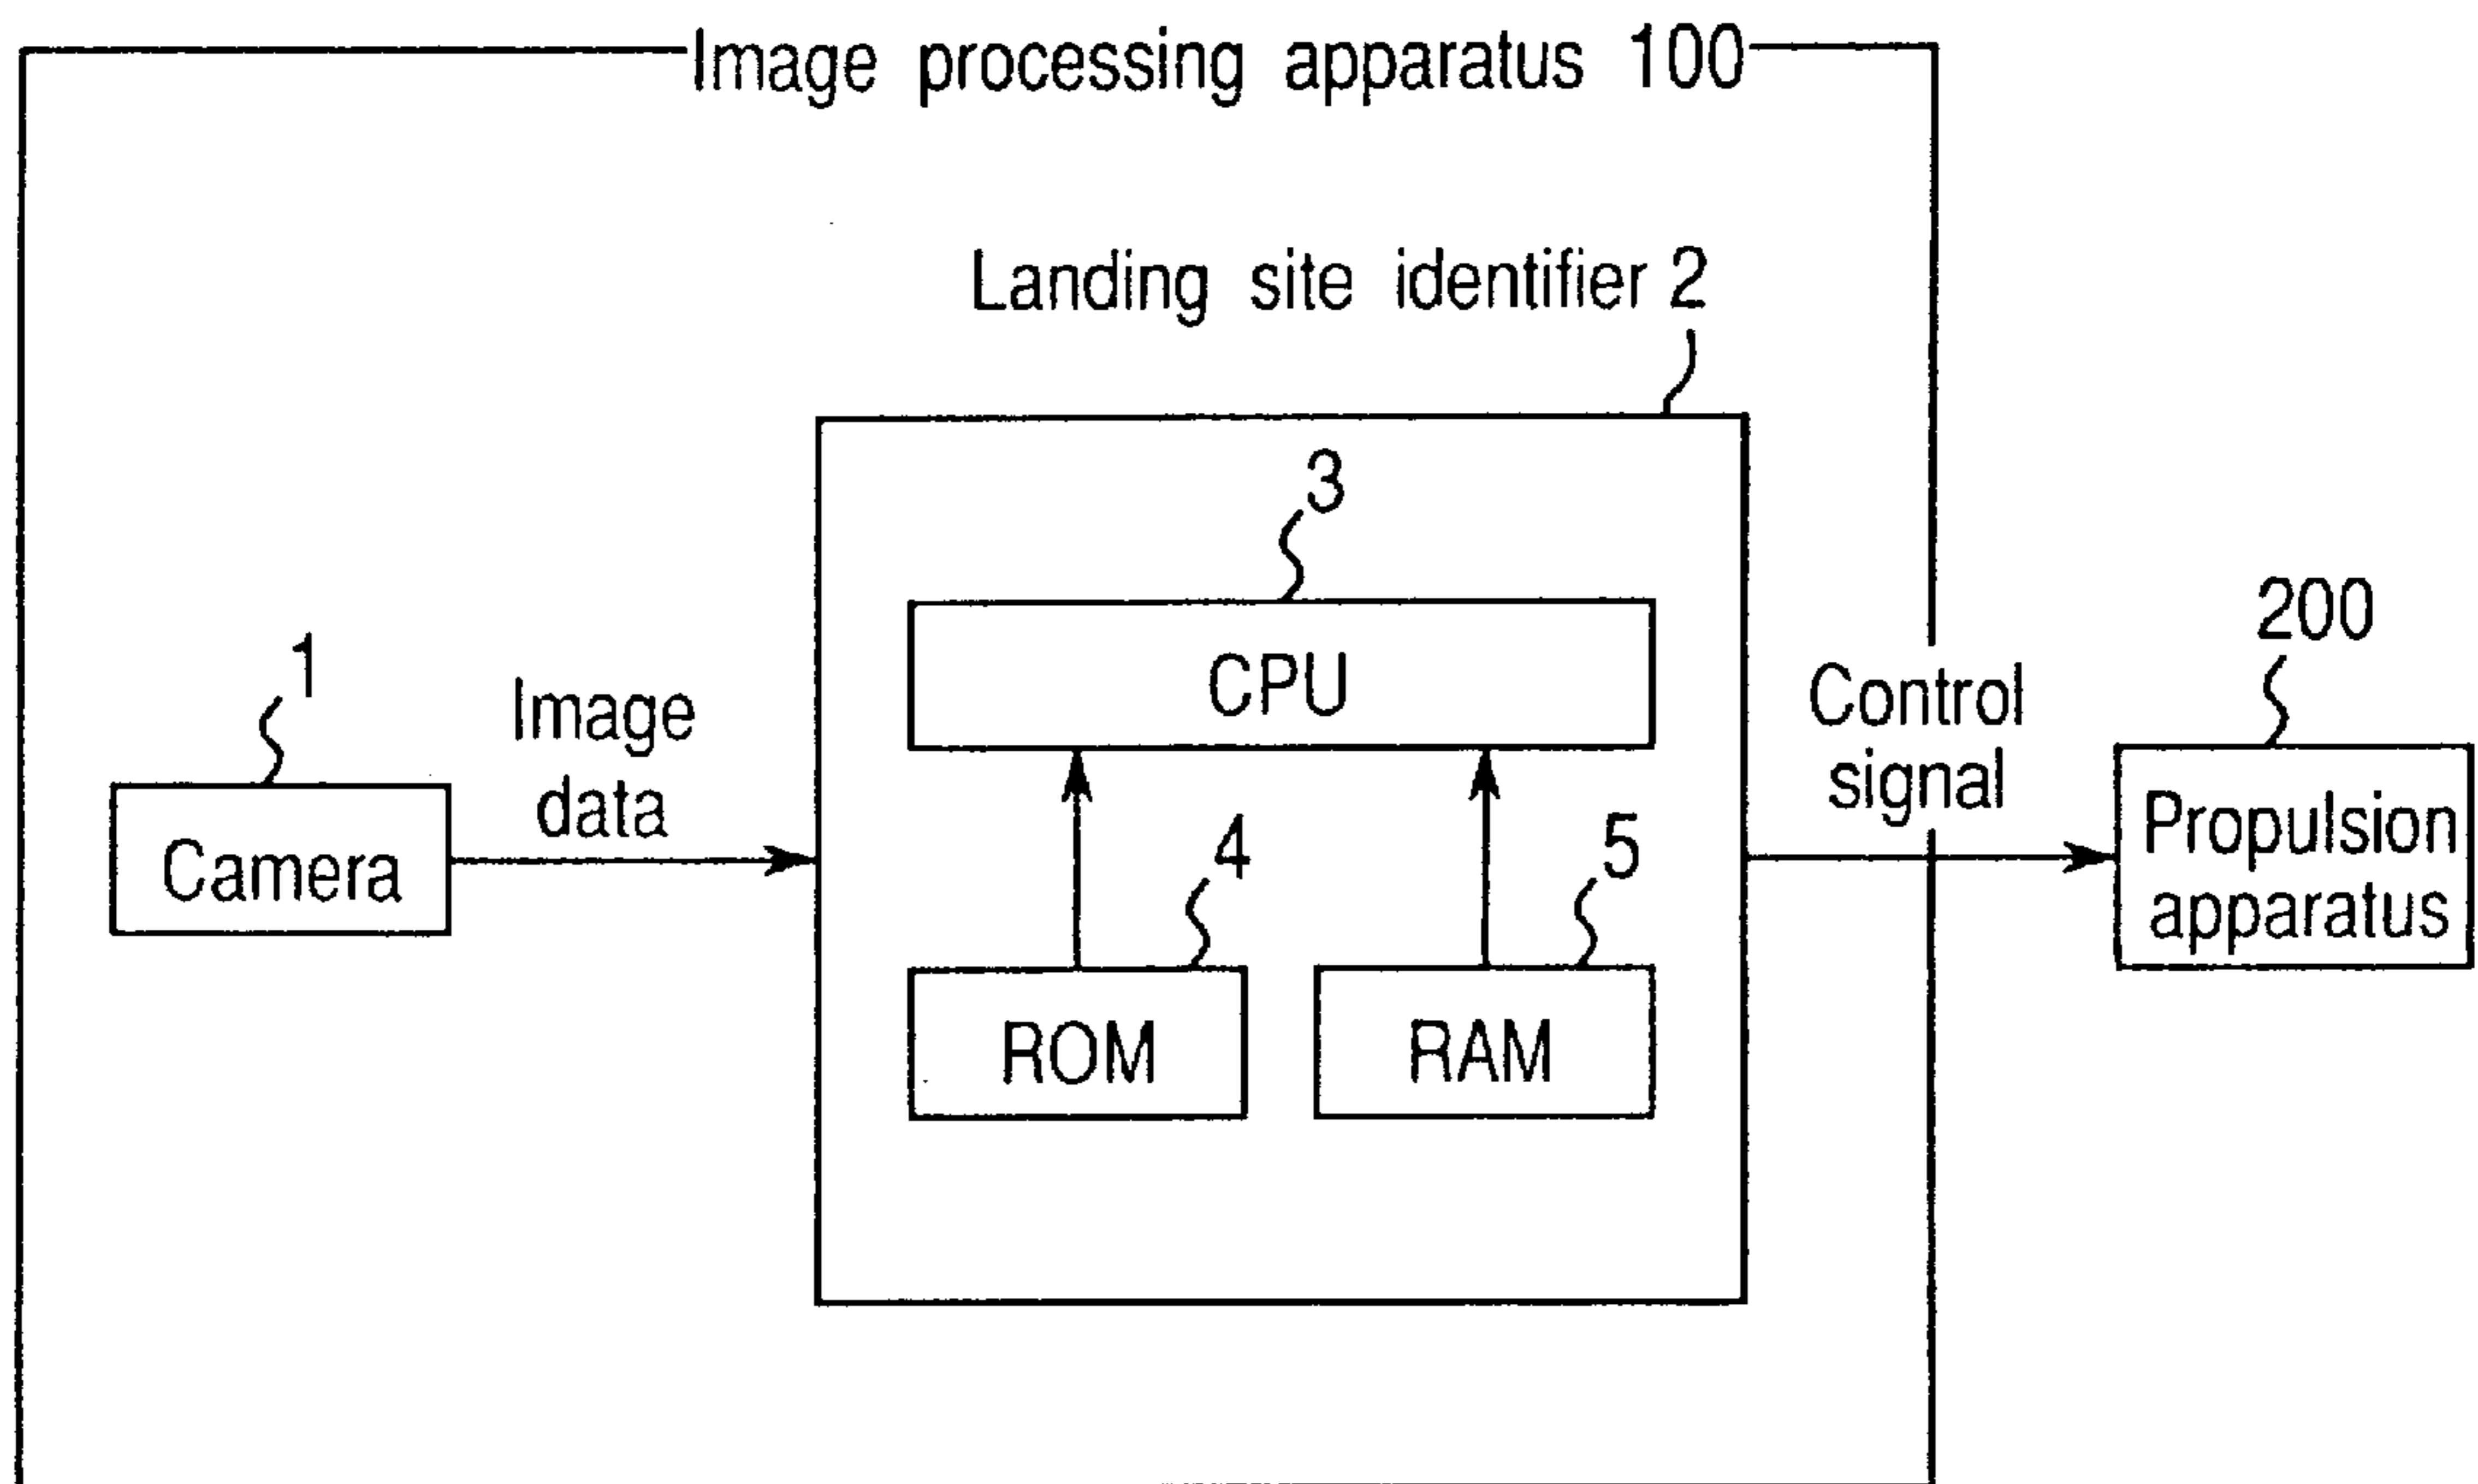 Image processing apparatus 100
Landing site identifier 2
3
CPU
1
Image
data
Camera
4
ROM
5
RAM
Control
signal
200
Propulsion
apparatus